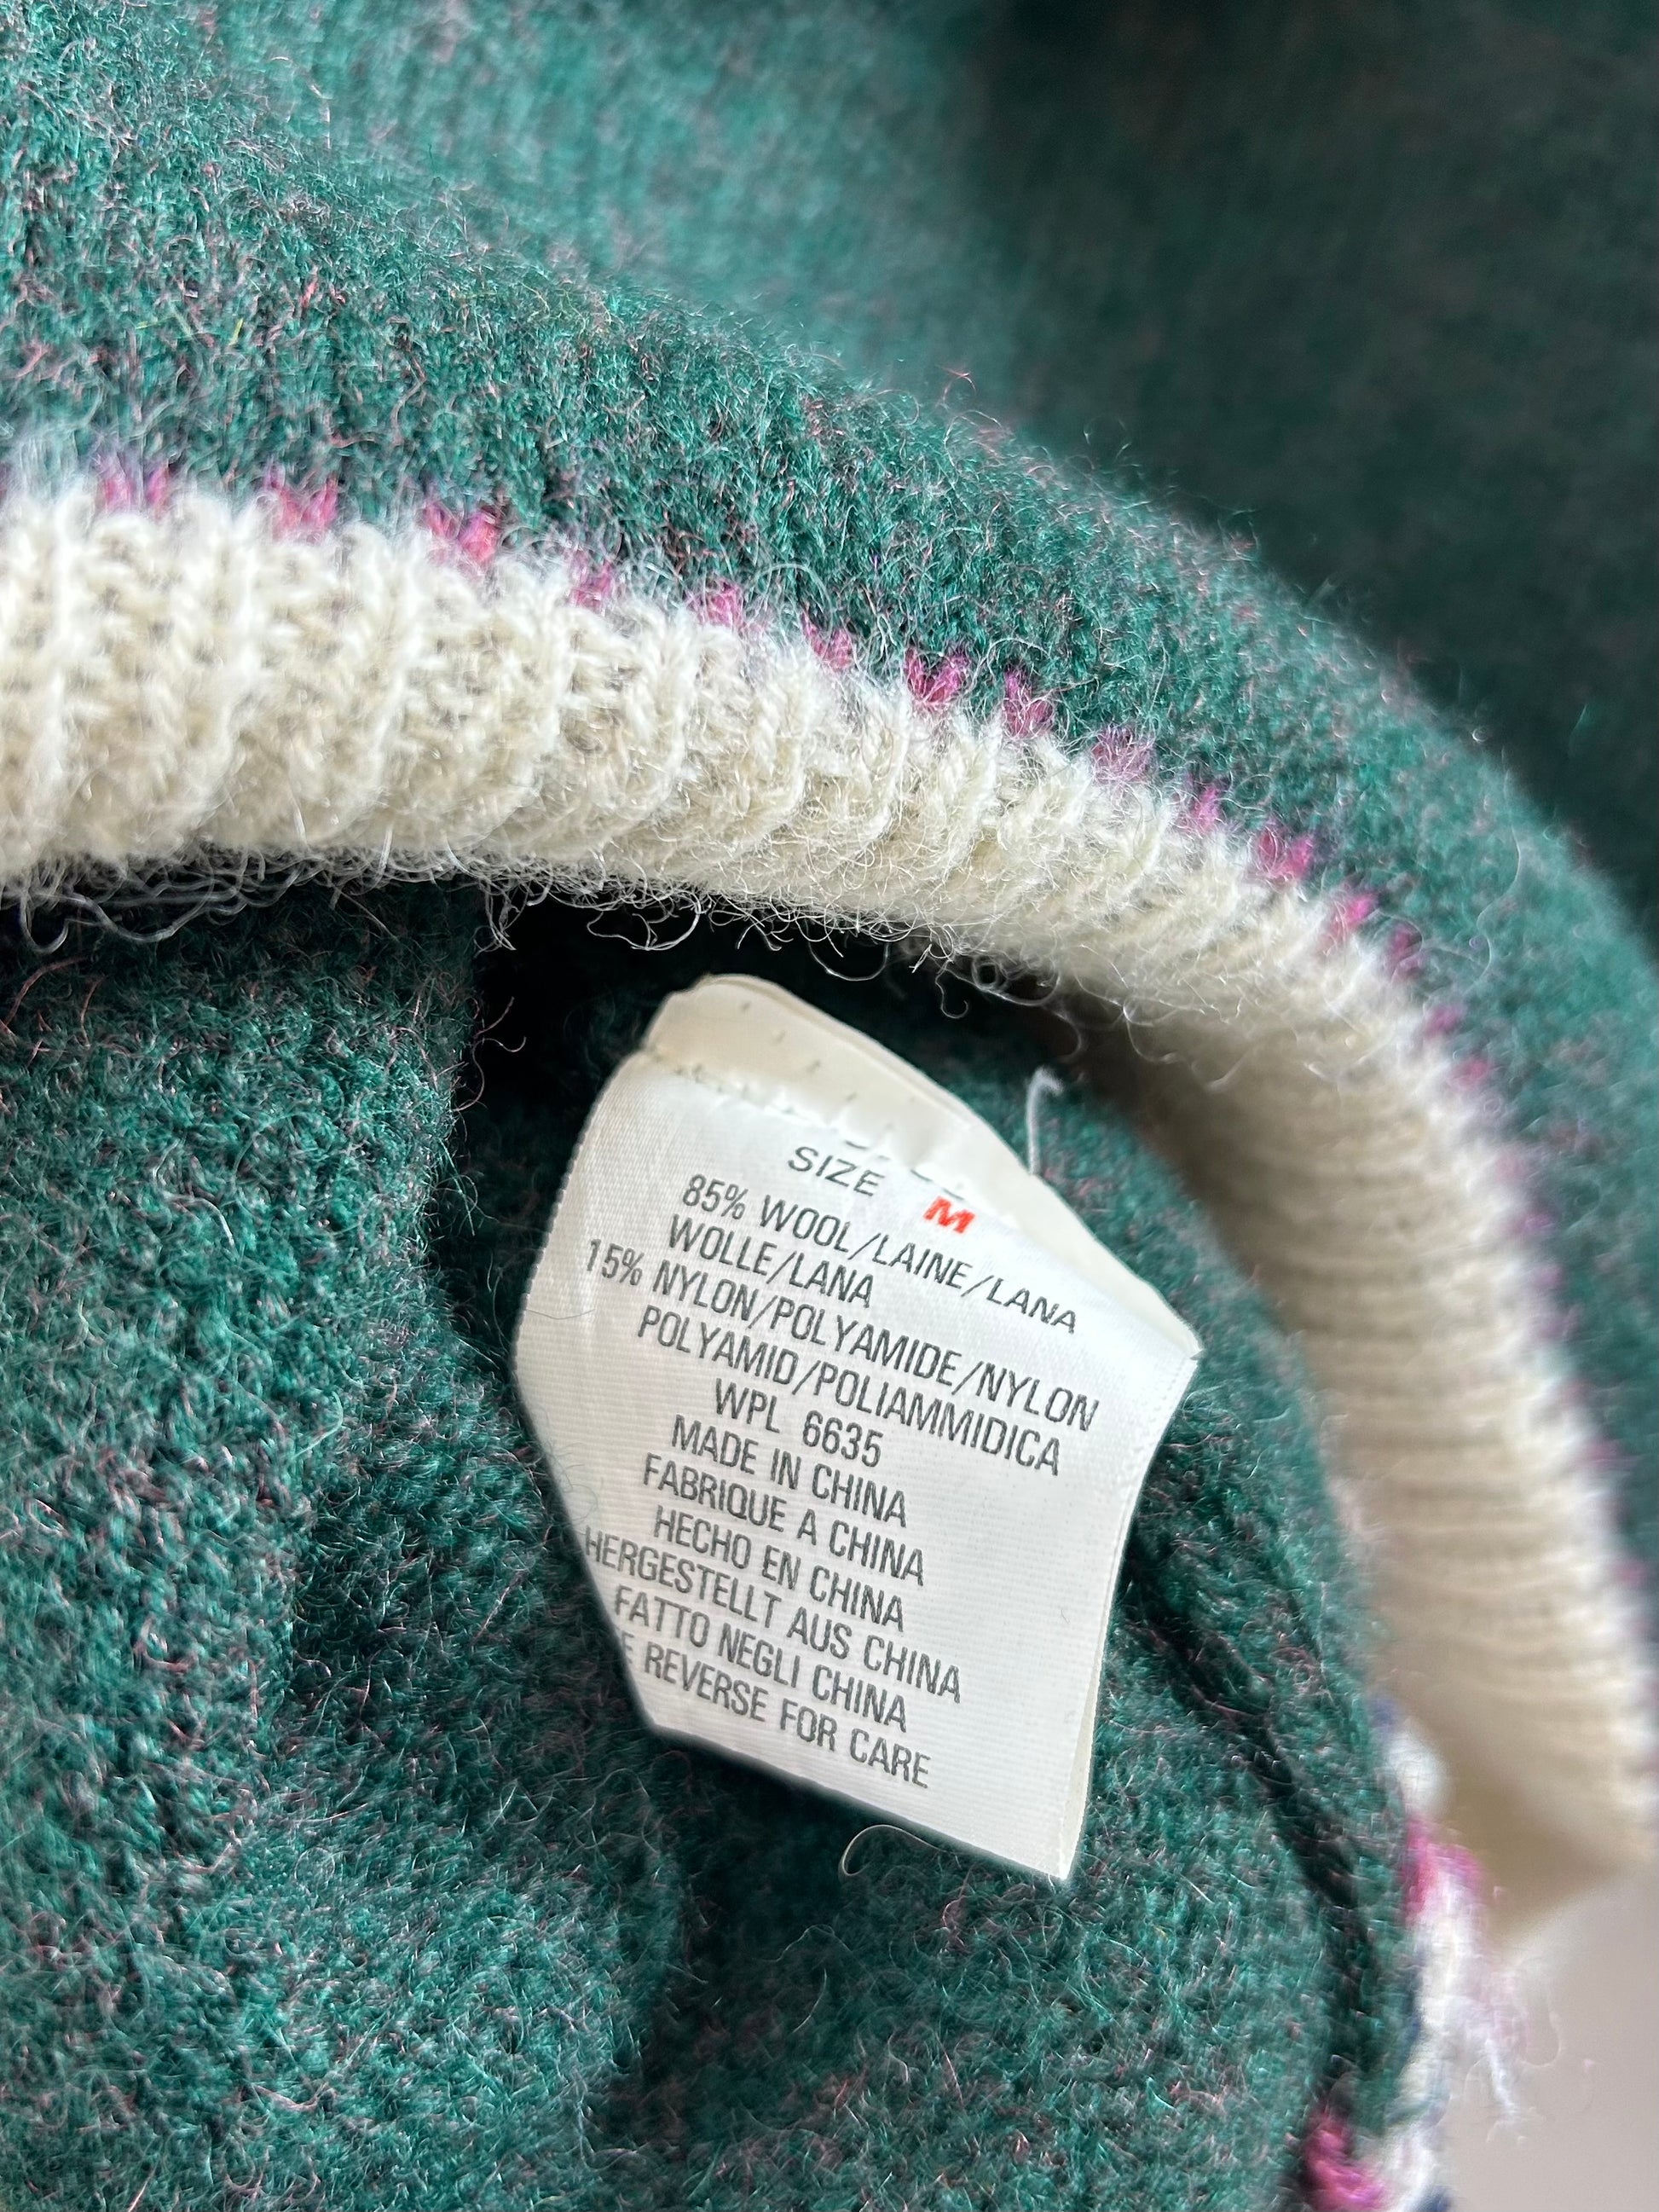 SIZE M
85% WOOL/LAINE/LANA
WOLLE/LANA
15% NYLON/POLYAMIDE/NYLON
POLYAMID/POLIAMMIDICA
WPL 6635
MADE IN CHINA
FABRIQUE A CHINA
HECHO EN CHINA
HERGESTELLT AUS CHINA
FATTO NEGLI CHINA
REVERSE FOR CARE